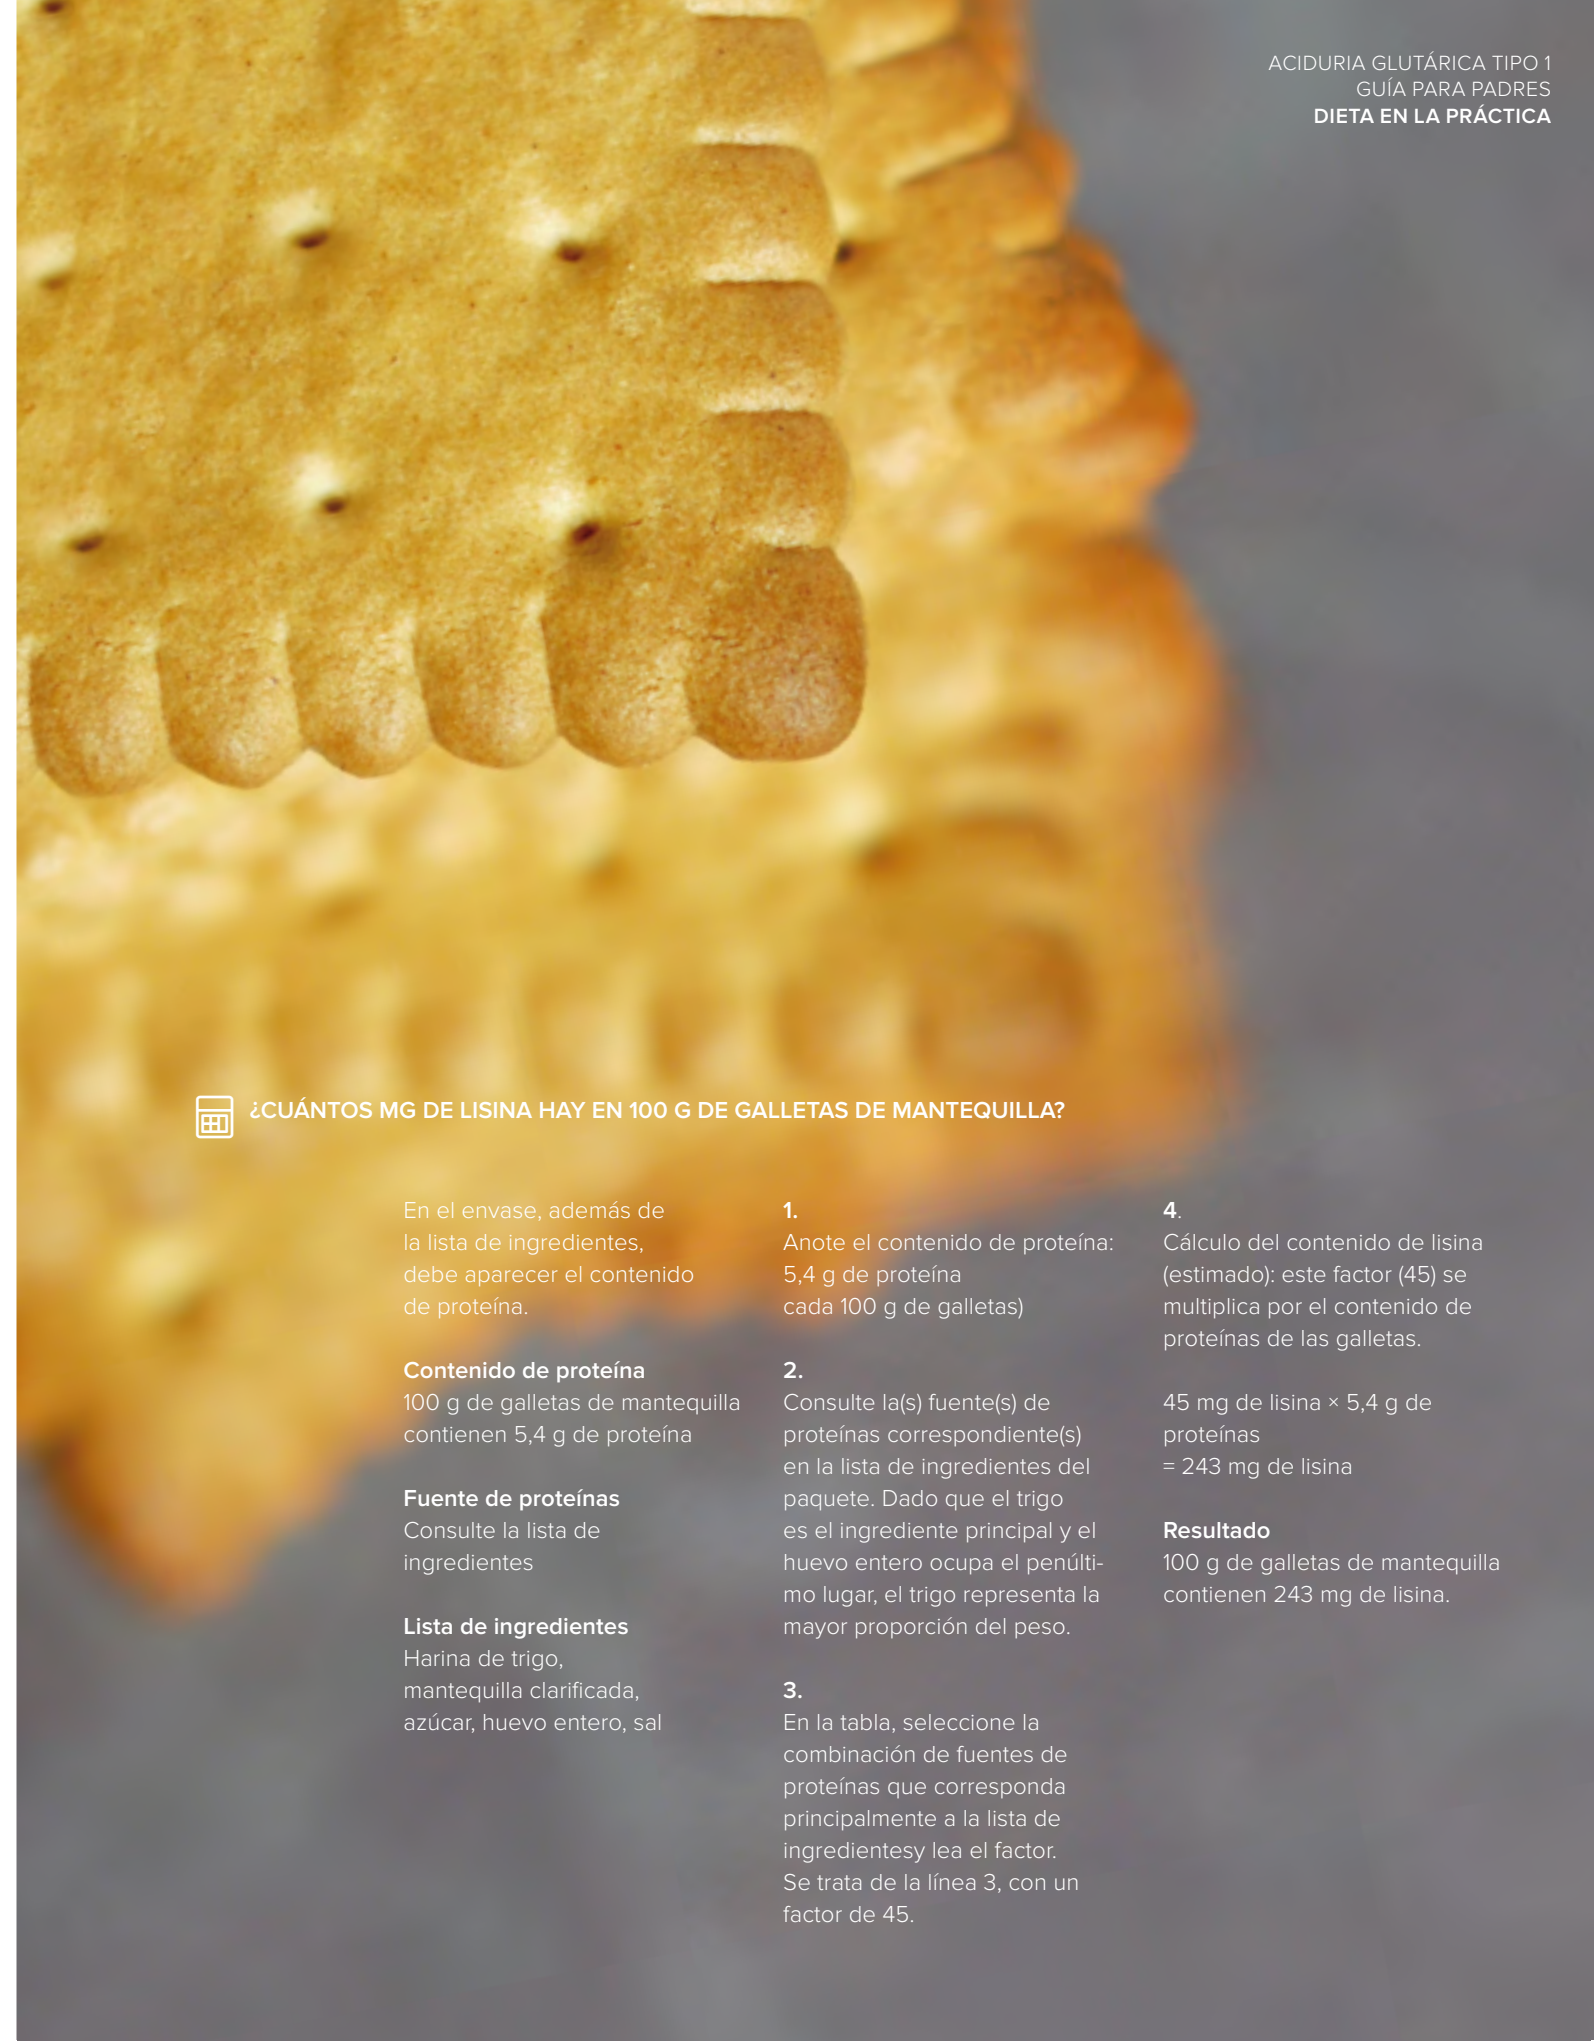 ACIDURIA GLUTÁRICA TIPO 1
GUÍA PARA PADRES
DIETA EN LA PRÁCTICA
¿CUÁNTOS MG DE LISINA HAY EN 100 G DE GALLETAS DE MANTEQUILLA?
En el envase, además de
la lista de ingredientes,
debe aparecer el contenido
de proteína.
Contenido de proteína
100 g de galletas de mantequilla
contienen 5,4 g de proteína
Fuente de proteínas
Consulte la lista de
ingredientes
Lista de ingredientes
Harina de trigo,
mantequilla clarificada,
azúcar, huevo entero, sal
1.
Anote el contenido de proteína:
5,4 g de proteína
cada 100 g de galletas)
2.
Consulte la(s) fuente(s) de
proteínas correspondiente(s)
en la lista de ingredientes del
paquete. Dado que el trigo
es el ingrediente principal y el
huevo entero ocupa el penúlti-
mo lugar, el trigo representa la
mayor proporción del peso.
3.
En la tabla, seleccione la
combinación de fuentes de
proteínas que corresponda
principalmente a la lista de
ingredientesy lea el factor.
Se trata de la línea 3, con un
factor de 45.
4.
Cálculo del contenido de lisina
(estimado): este factor (45) se
multiplica por el contenido de
proteínas de las galletas.
45 mg de lisina × 5,4 g de
proteínas
= 243 mg de lisina
Resultado
100 g de galletas de mantequilla
contienen 243 mg de lisina.